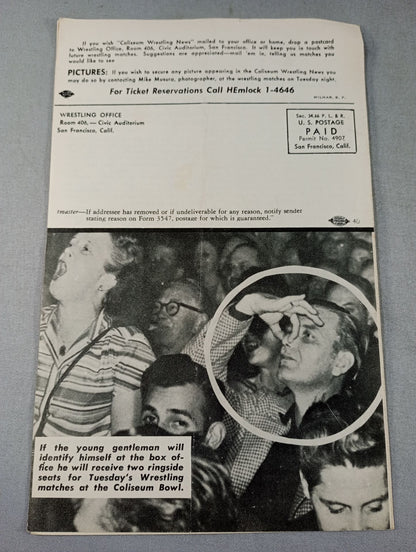 If you wish "Coliseum Wrestling News" mailed to your office or home, drop a postcard
to Wrestling Office, Room 406, Civic Auditorium, San Francisco. It will keep you in touch with
future wrestling matches. Suggestions are appreciated—mail 'em in, telling us matches you
would like to see
PICTURES: If you wish to secure any picture appearing in the Coliseum Wrestling News you
may do so by contacting Mike Mosura, photographer, at the wrestling matches on Tuesday night.
For Ticket Reservations Call HEmlock 1-4646
WILMAR, S. F.
WRESTLING OFFICE
Room 406, — Civic Auditorium
San Francisco, Calif.
Sec. 34.66 P. L. & R.
U. S. POSTAGE
PAID
Permit No. 4907
San Francisco, Calif.
tmaster—If addressee has removed or if undeliverable for any reason, notify sender
stating reason on Form 3547, postage for which is guaranteed."
If the young gentleman will
identify himself at the box of-
fice he will receive two ringside
seats for Tuesday's Wrestling
matches at the Coliseum Bowl.